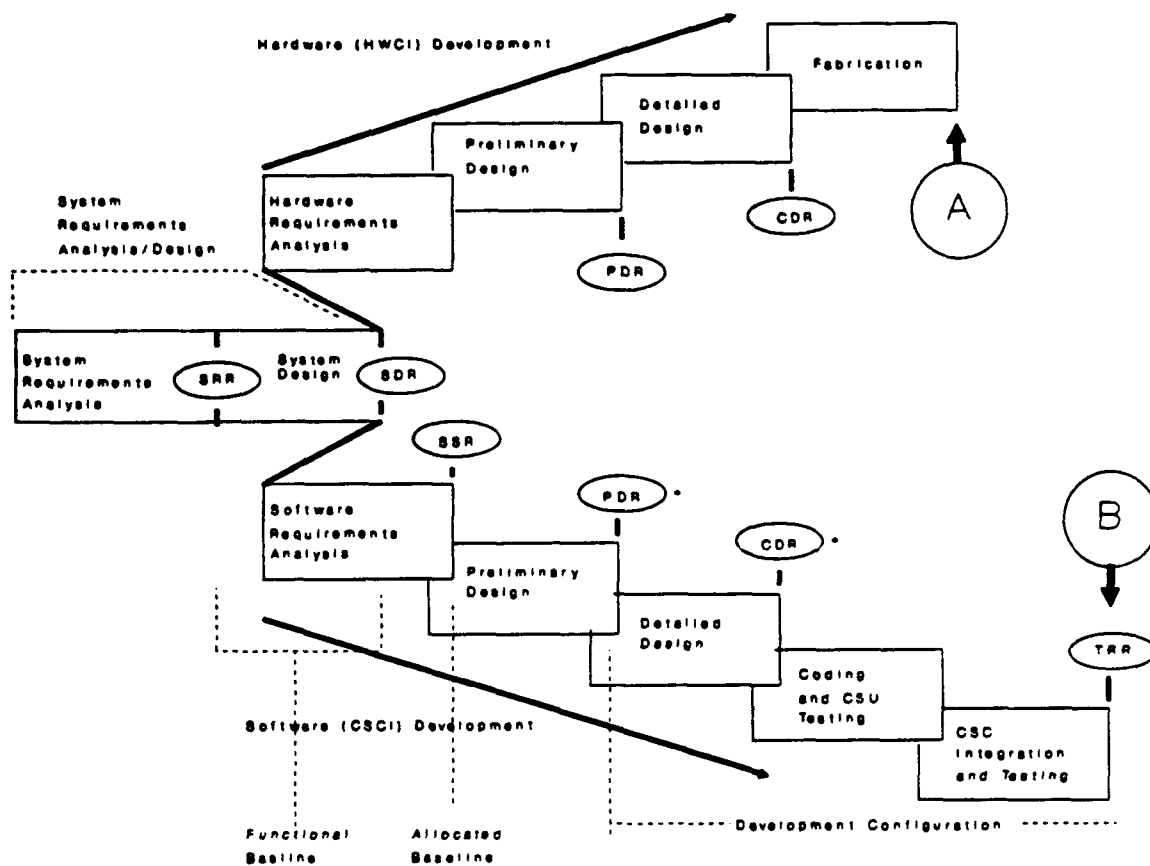 Hardware (HWCI) Development
Fabrication
Detailed
Design
Preliminary
Design
System
Requirements
Analysis/Design
Hardware
Requirements
Analysis
CDR
A
PDR
System
Requirements
Analysis
SRR
System
Design
SDR
SSR
Software
Requirements
Analysis
PDR *
CDR *
B
Preliminary
Design
Detailed
Design
TRR
Coding
and CSU
Testing
Software (CSCI) Development
CSC
Integration
and Testing
Functional
Baseline
Allocated
Baseline
Development Configuration